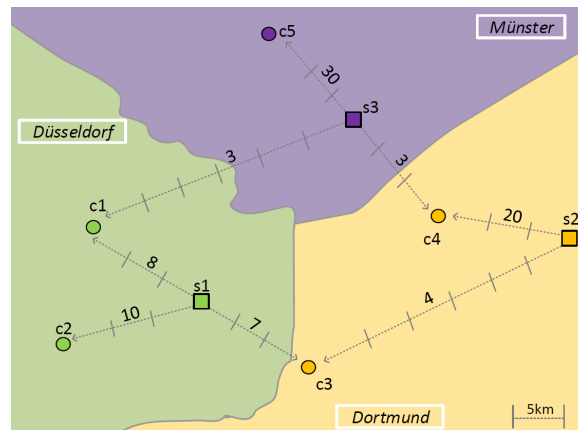 c5
Münster
30
s3
Düsseldorf
3
3
c1
20
s2
c4
8
s1
4
10
7
c2
c3
5km
Dortmund